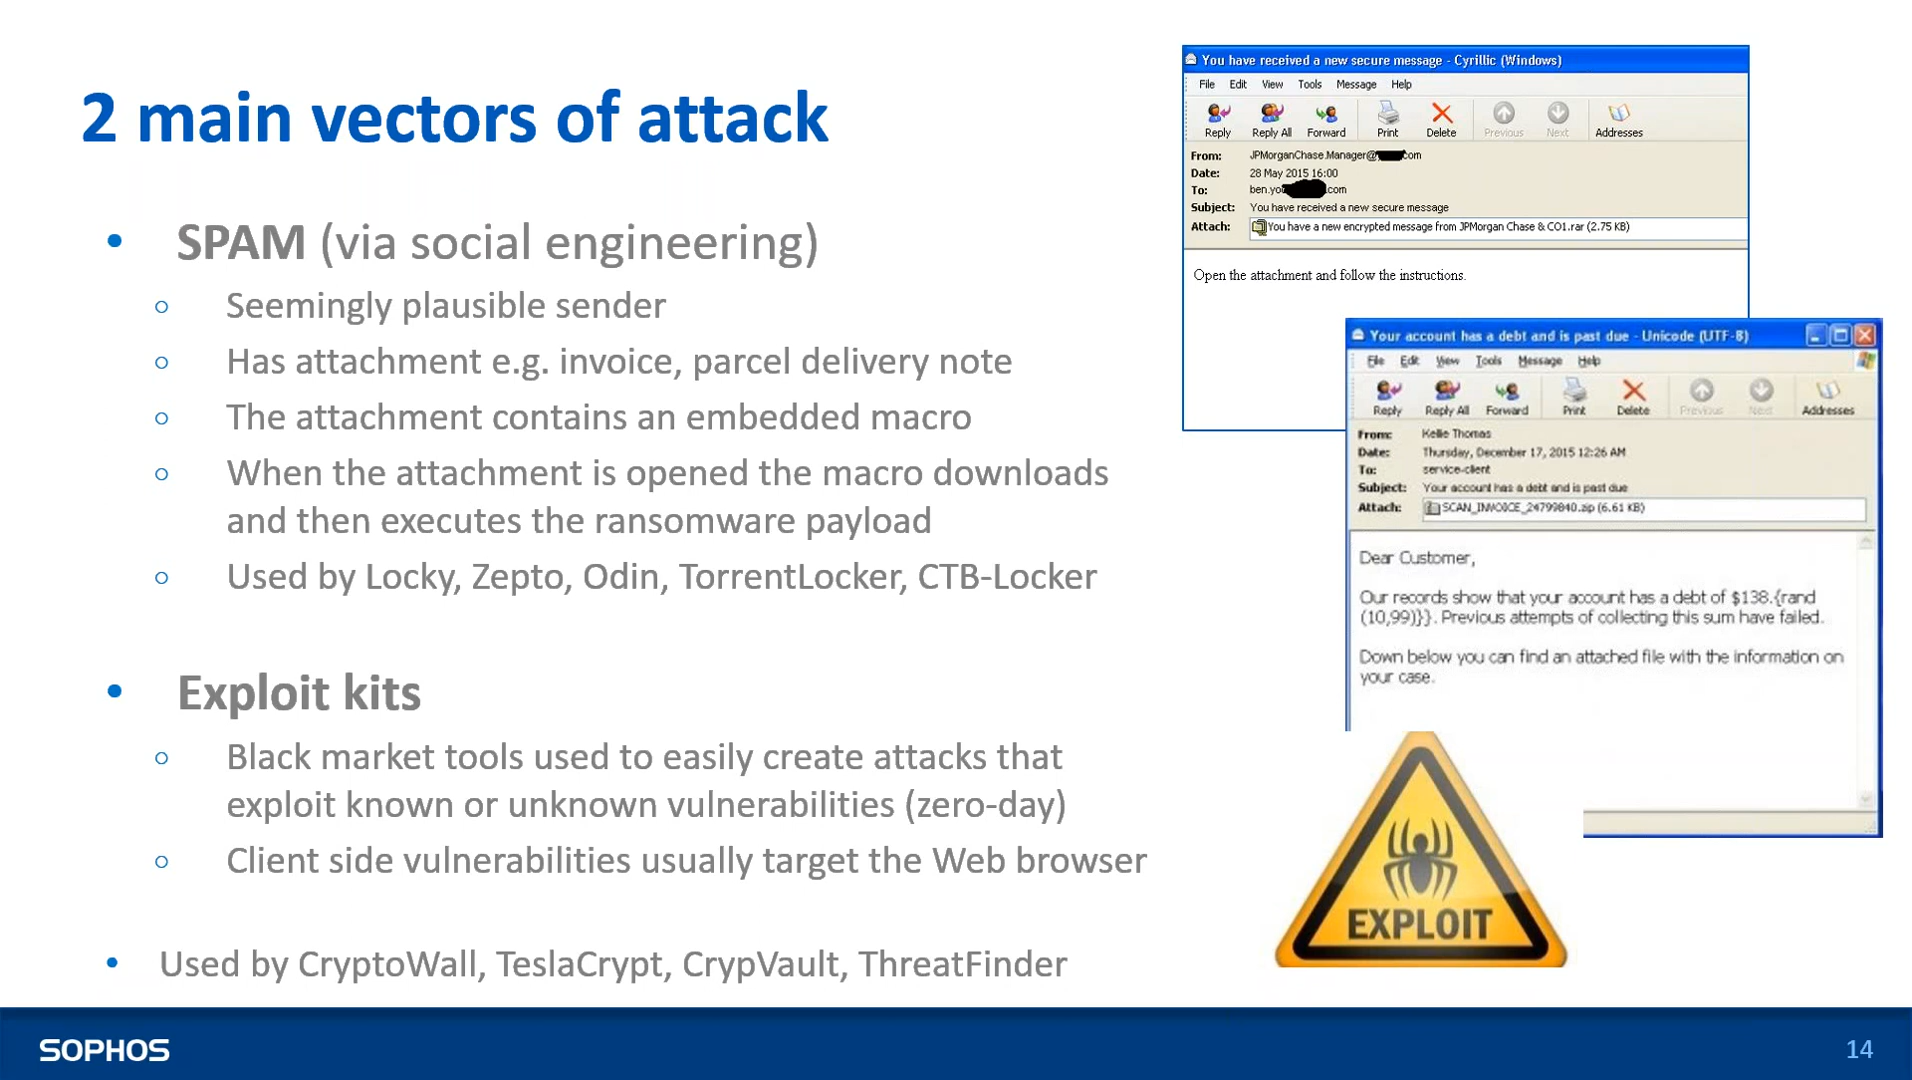 2 main vectors of attack
• SPAM (via social engineering)
○ Seemingly plausible sender
○ Has attachment e.g. invoice, parcel delivery note
○ The attachment contains an embedded macro
○ When the attachment is opened the macro downloads
and then executes the ransomware payload
○ Used by Locky, Zepto, Odin, TorrentLocker, CTB-Locker
• Exploit kits
○ Black market tools used to easily create attacks that
exploit known or unknown vulnerabilities (zero-day)
○ Client side vulnerabilities usually target the Web browser
• Used by CryptoWall, TeslaCrypt, CrypVault, ThreatFinder
You have received a new secure message - Cyrillic (Windows)
File Edit View Tools Message Help
Reply Reply All Forward Print Delete Previous Next Addresses
From: JPMorganChase.Manager@ com
Date: 28 May 2015 16:00
To: ben.yo .com
Subject: You have received a new secure message
Attach: You have a new encrypted message from JPMorgan Chase & CO1.rar (2.75 KB)
Open the attachment and follow the instructions.
Your account has a debt and is past due - Unicode (UTF-8)
File Edit View Tools Message Help
Reply Reply All Forward Print Delete Previous Next Addresses
From: Kellie Thomas
Date: Thursday, December 17, 2015 12:26 AM
To: service-client
Subject: Your account has a debt and is past due
Attach: SCAN_INVOICE_24799840.zip (6.61 KB)
Dear Customer,
Our records show that your account has a debt of $138.{rand
(10,99)}}. Previous attempts of collecting this sum have failed.
Down below you can find an attached file with the information on
your case.
EXPLOIT
SOPHOS
14